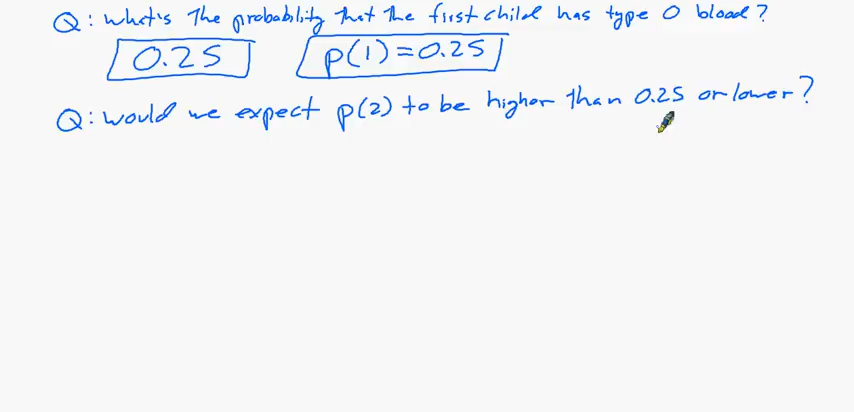 Q: What's the probability that the first child has type O blood?
0.25 p(1)=0.25
Q: Would we expect p(2) to be higher than 0.25 or lower?